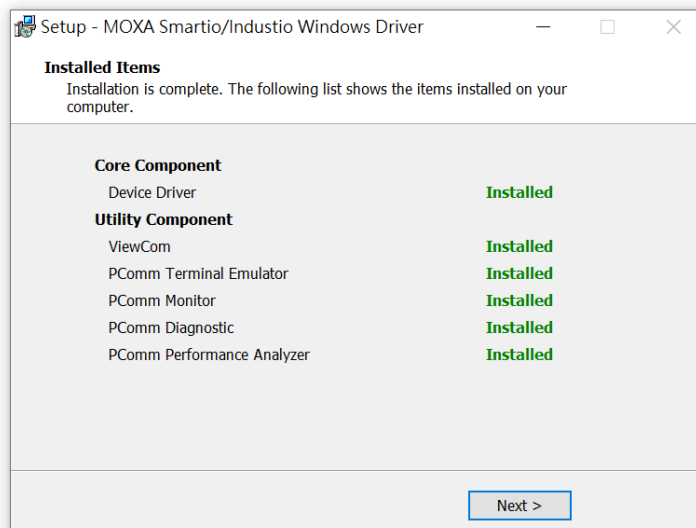 Setup - MOXA Smartio/Industio Windows Driver
Installed Items
Installation is complete. The following list shows the items installed on your
computer.
Core Component
Device Driver Installed
Utility Component
ViewCom Installed
PComm Terminal Emulator Installed
PComm Monitor Installed
PComm Diagnostic Installed
PComm Performance Analyzer Installed
Next >